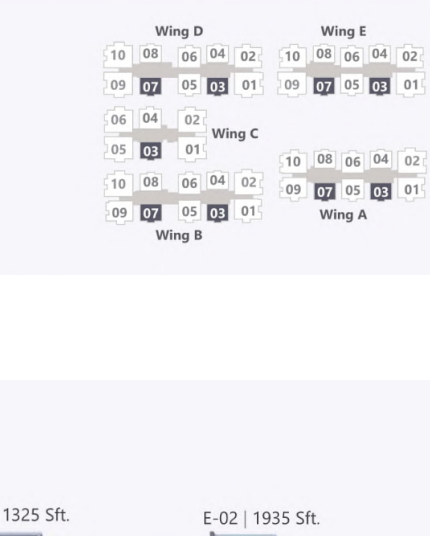 Wing D Wing E
10 08 06 04 02 10 08 06 04 02
09 07 05 03 01 09 07 05 03 01
06 04 02
Wing C
05 03 01
10 08 06 04 02
09 07 05 03 01
Wing A
10 08 06 04 02
09 07 05 03 01
Wing B
1325 Sft. E-02 | 1935 Sft.